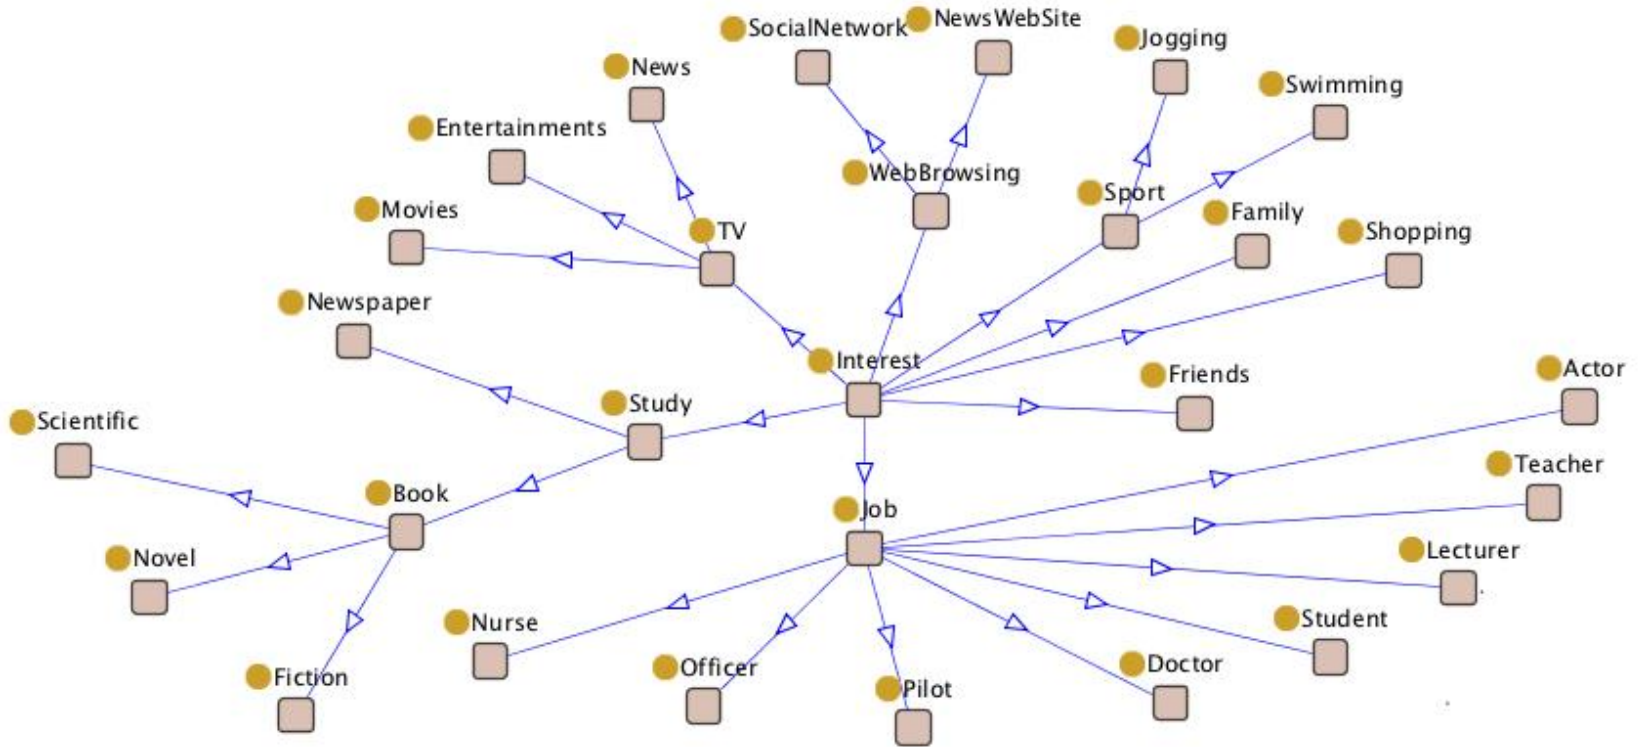 SocialNetwork
NewsWebSite
Jogging
News
Swimming
Entertainments
WebBrowsing
Sport
Movies
Family
TV
Shopping
Newspaper
Interest
Actor
Friends
Study
Scientific
Teacher
Book
Job
Lecturer
Novel
Student
Nurse
Doctor
Officer
Fiction
Pilot